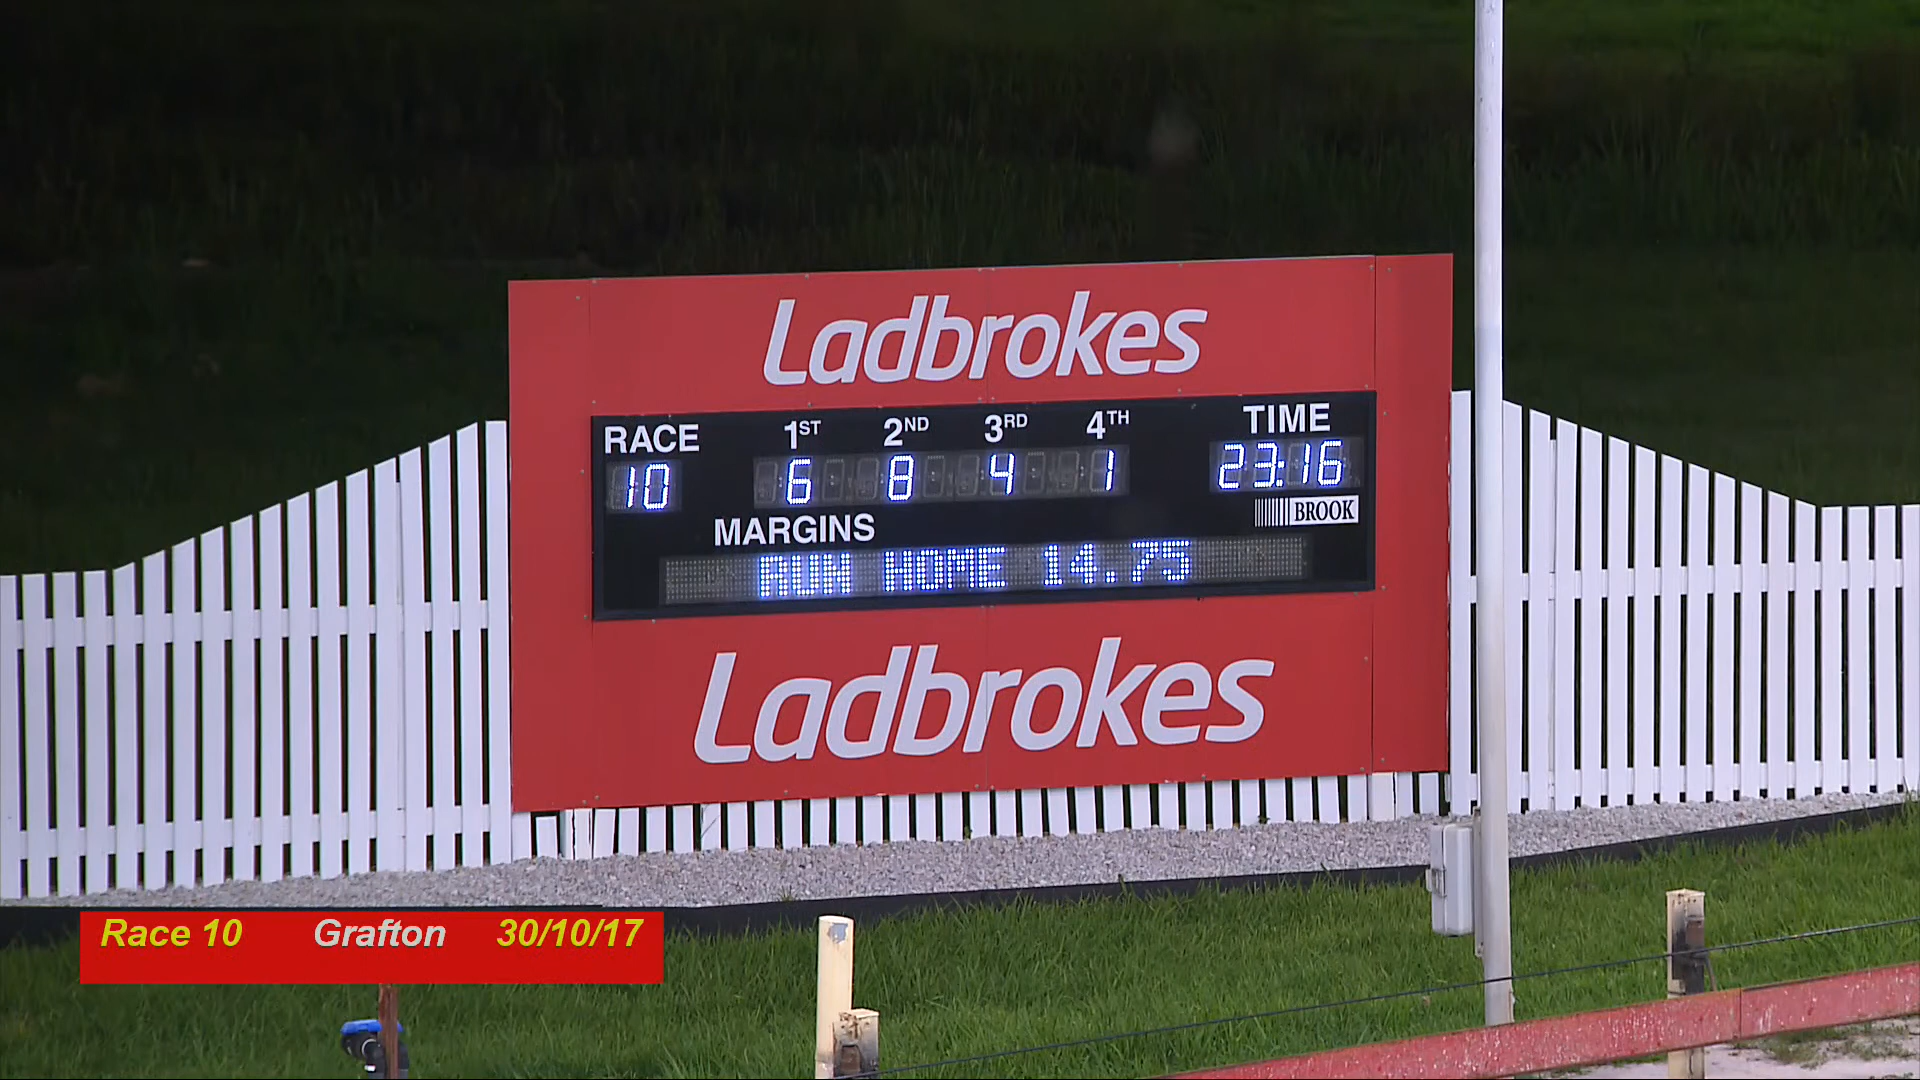 Ladbrokes
RACE 1ST 2ND 3RD 4TH TIME
10 6 8 4 1 23:16
BROOK
MARGINS
RUN HOME 14.75
Ladbrokes
Race 10 Grafton 30/10/17